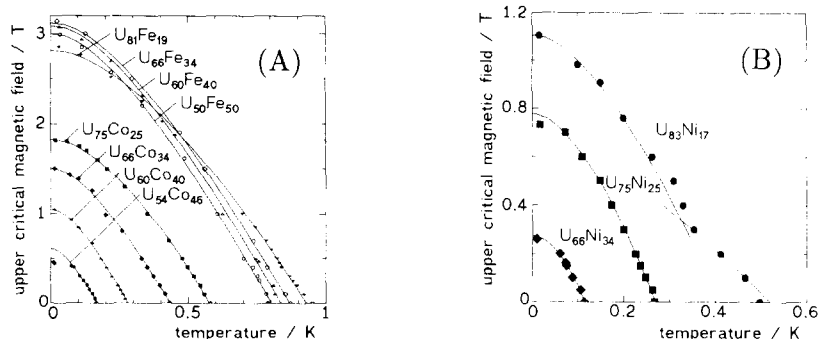 upper critical magnetic field / T
3
2
1
0
0
0.5
1
temperature / K
(A)
U81Fe19
U66Fe34
U60Fe40
U50Fe50
U75Co25
U66Co34
U60Co40
U54Co46
upper critical magnetic field / T
1.2
0.8
0.4
0
0
0.2
0.4
0.6
temperature / K
(B)
U83Ni17
U75Ni25
U66Ni34